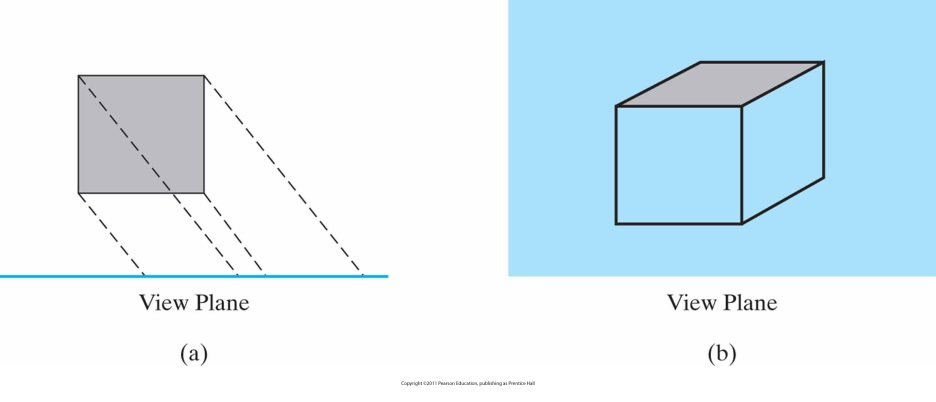 View Plane
(a)
View Plane
(b)
Copyright ©2011 Pearson Education, publishing as Prentice Hall